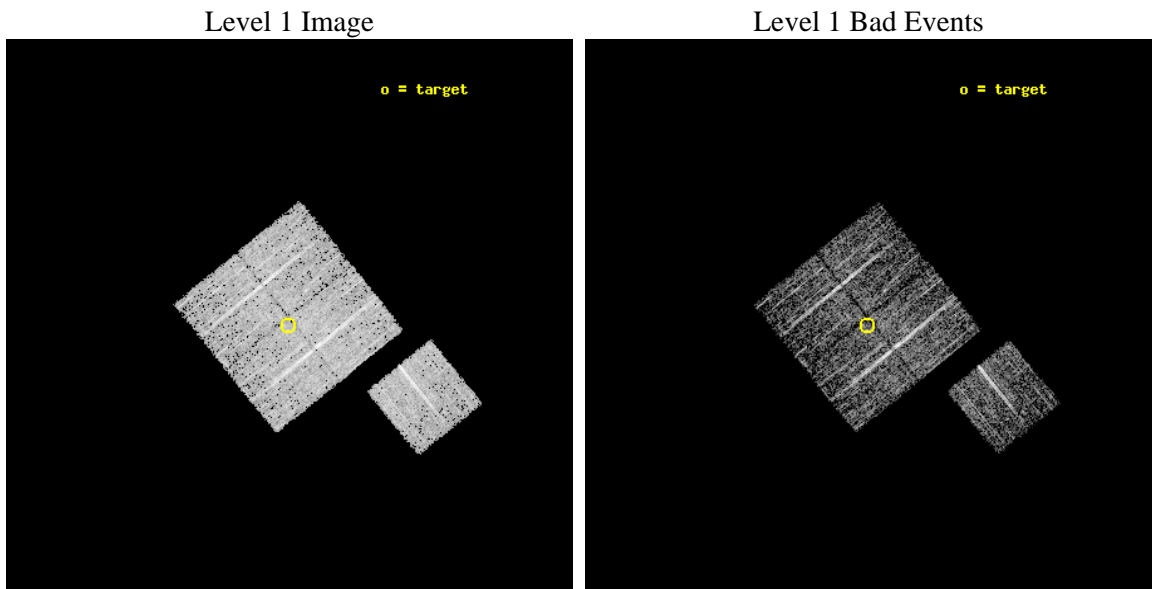 Level 1 Image
Level 1 Bad Events
o = target
o = target